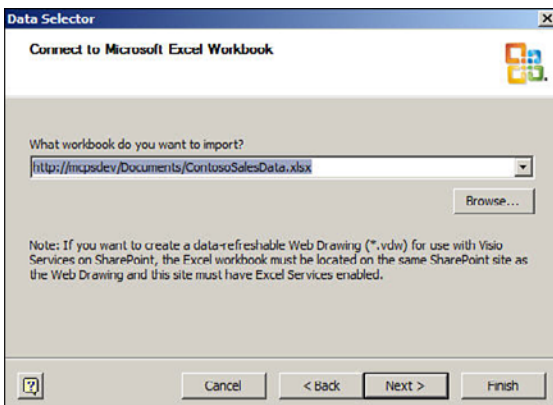 Data Selector
Connect to Microsoft Excel Workbook
What workbook do you want to import?
http://mcpsdev/Documents/ContosoSalesData.xlsx
Browse...
Note: If you want to create a data-refreshable Web Drawing (*.vdw) for use with Visio
Services on SharePoint, the Excel workbook must be located on the same SharePoint site as
the Web Drawing and this site must have Excel Services enabled.
Cancel
< Back
Next >
Finish